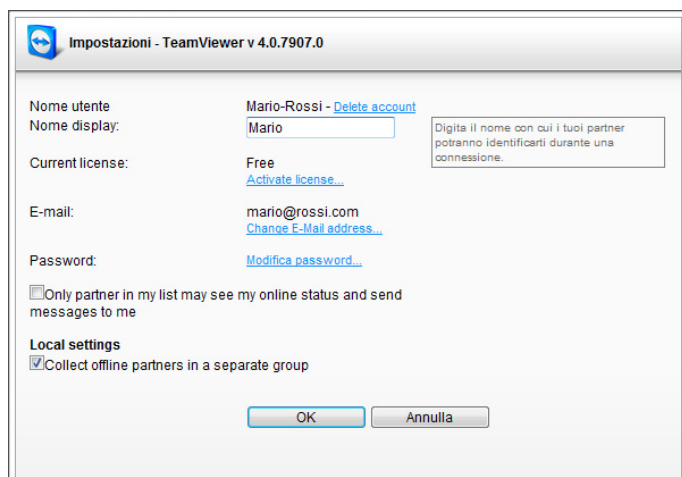 Impostazioni - TeamViewer v 4.0.7907.0
Nome utente Mario-Rossi - Delete account
Nome display: Mario
Digita il nome con cui i tuoi partner
potranno identificarti durante una
connessione.
Current license: Free
Activate license...
E-mail: mario@rossi.com
Change E-Mail address...
Password: Modifica password...
Only partner in my list may see my online status and send
messages to me
Local settings
Collect offline partners in a separate group
OK Annulla